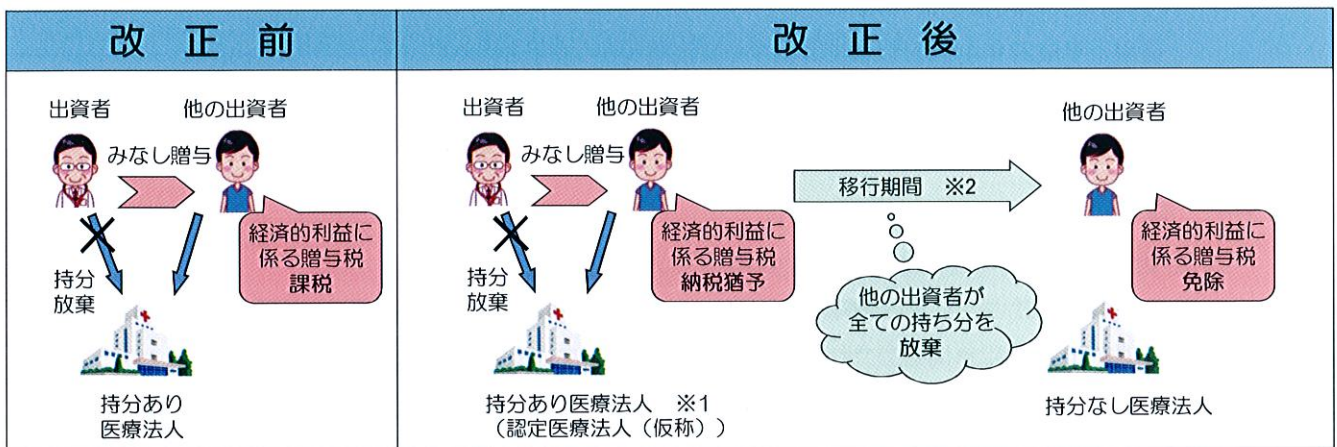 改正前
出資者
他の出資者
みなし贈与
持分
放棄
経済的利益に
係る贈与税
課税
持分あり
医療法人
改正後
出資者
他の出資者
みなし贈与
持分
放棄
経済的利益に
係る贈与税
納税猶予
持分あり医療法人 ※1
(認定医療法人(仮称))
移行期間 ※2
他の出資者が
全ての持ち分を
放棄
他の出資者
経済的利益に
係る贈与税
免除
持分なし医療法人